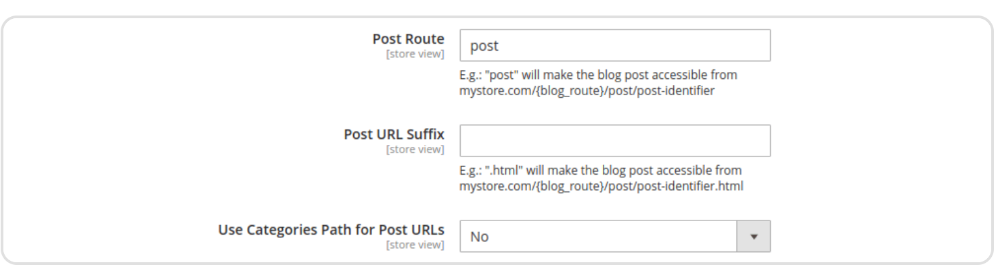 Post Route
[store view]
post
E.g.: "post" will make the blog post accessible from
mystore.com/{blog_route}/post/post-identifier
Post URL Suffix
[store view]
E.g.: ".html" will make the blog post accessible from
mystore.com/{blog_route}/post/post-identifier.html
Use Categories Path for Post URLs
[store view]
No